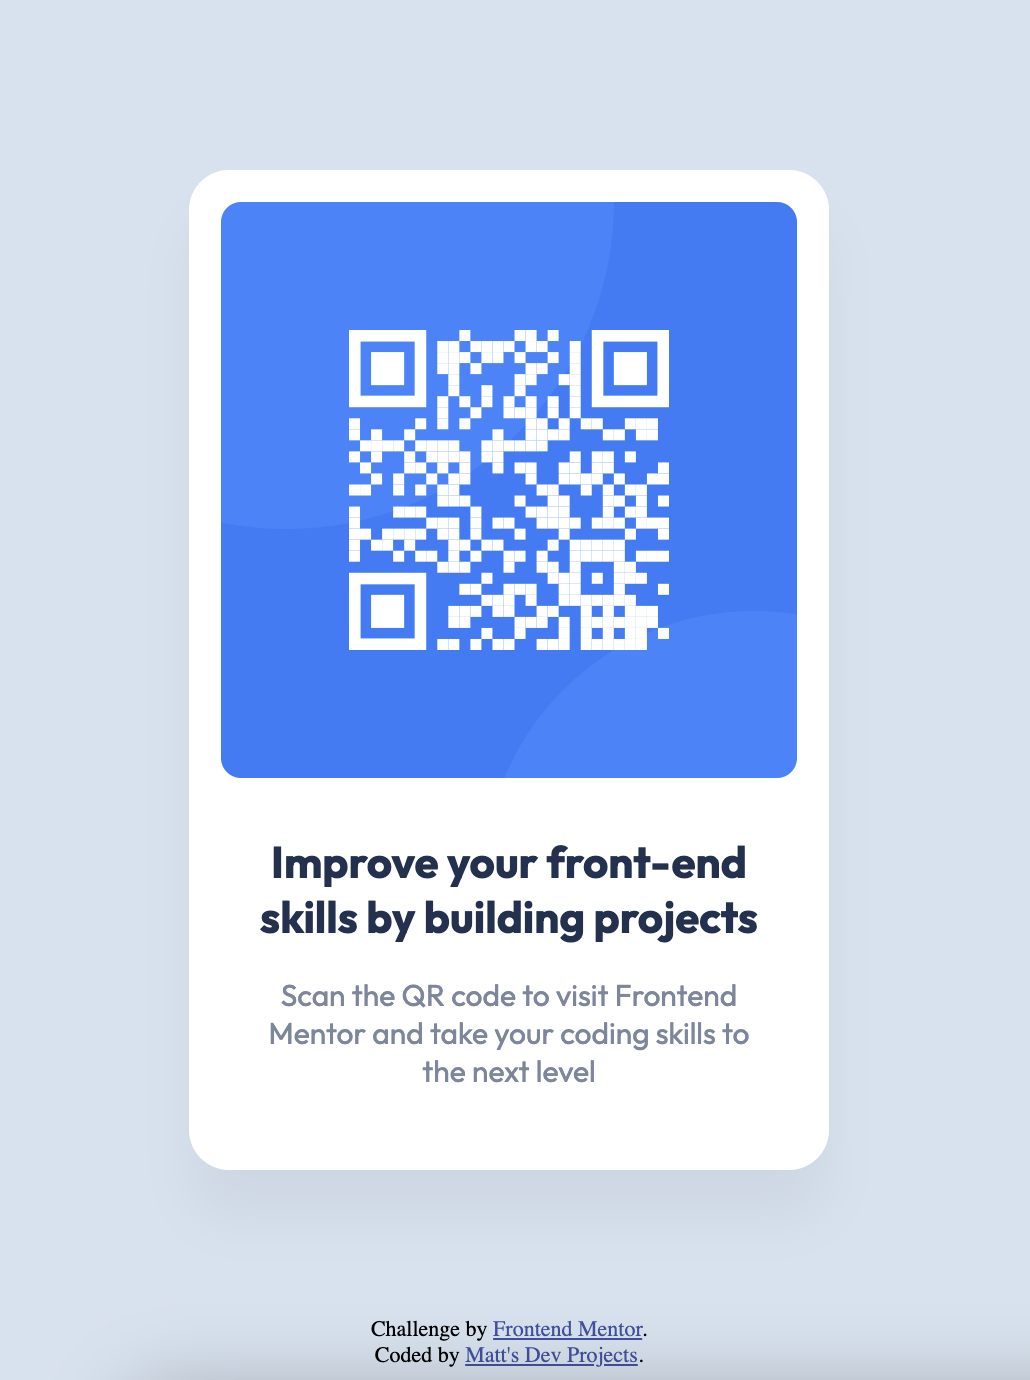 Improve your front-end
skills by building projects
Scan the QR code to visit Frontend
Mentor and take your coding skills to
the next level
Challenge by Frontend Mentor.
Coded by Matt's Dev Projects.